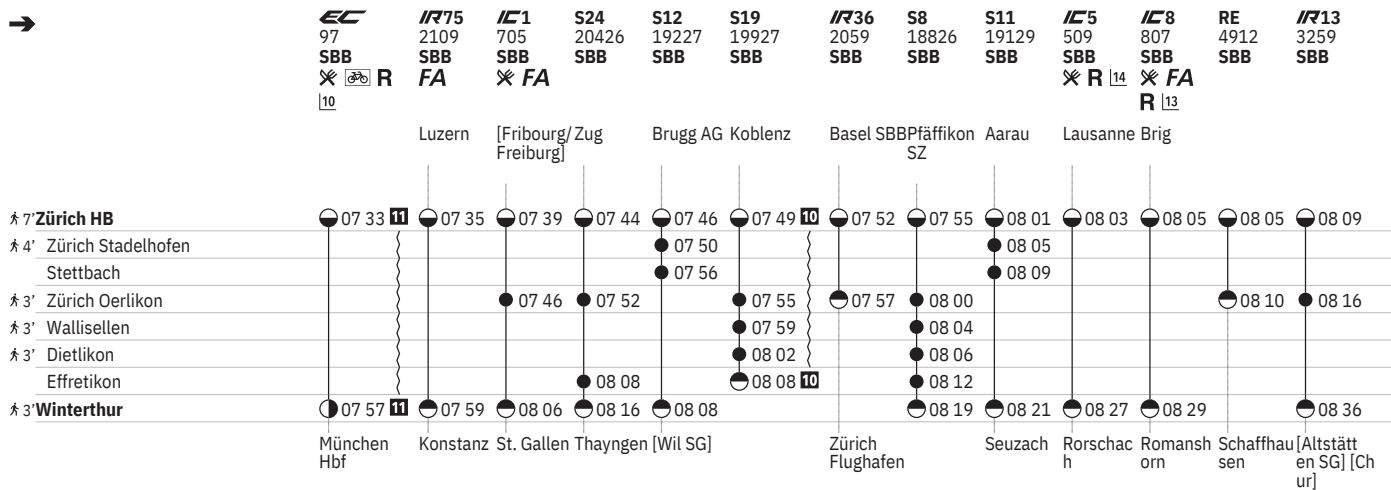 EC IR75 IC1 S24 S12 S19 IR36 S8 S11 IC5 IC8 RE IR13
97 2109 705 20426 19227 19927 2059 18826 19129 509 807 4912 3259
SBB SBB SBB SBB SBB SBB SBB SBB SBB SBB SBB SBB SBB
R FA FA R 14 FA
10 R 13
Luzern [Fribourg/ Zug Brugg AG Koblenz Basel SBB Pfäffikon Aarau Lausanne Brig
Freiburg] SZ
7' Zürich HB 07 33 11 07 35 07 39 07 44 07 46 07 49 10 07 52 07 55 08 01 08 03 08 05 08 05 08 09
4' Zürich Stadelhofen 07 50 08 05
Stettbach 07 56 08 09
3' Zürich Oerlikon 07 46 07 52 07 55 07 57 08 00 08 10 08 16
3' Wallisellen 07 59 08 04
3' Dietlikon 08 02 08 06
Effretikon 08 08 08 08 10 08 12
3' Winterthur 07 57 11 07 59 08 06 08 16 08 08 08 19 08 21 08 27 08 29 08 36
München Konstanz St. Gallen Thayngen [Wil SG] Zürich Seuzach Rorschac Romansh Schaffhau [Altstätt
Hbf Flughafen h orn sen en SG] [Ch
ur]